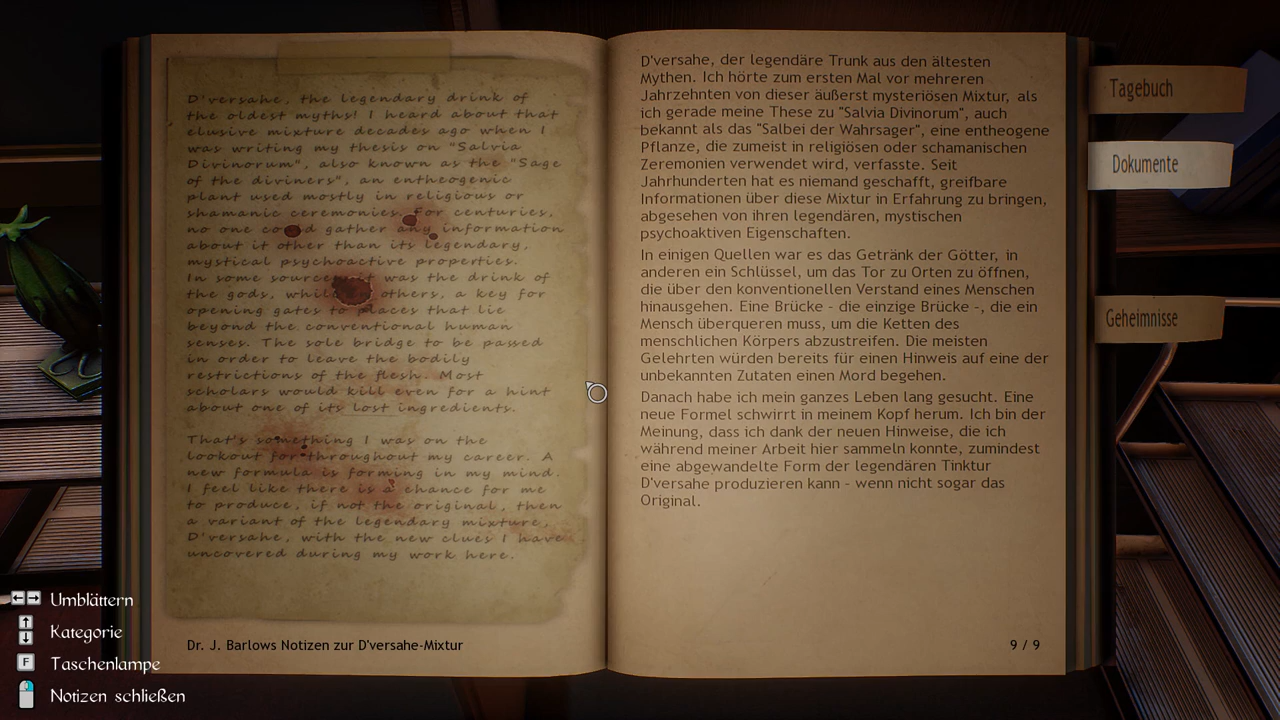 D'versahe, the legendary drink of
the oldest myths! I heard about that
elusive mixture decades ago when I
was writing my thesis on "Salvia
Divinorum", also known as the "Sage
of the diviners", an entheogenic
plant used mostly in religious or
shamanic ceremonies. For centuries,
no one could gather any information
about it other than its legendary,
mystical psychoactive properties.
In some sources it was the drink of
the gods, while in others, a key for
opening gates to places that lie
beyond the conventional human
senses. The sole bridge to be passed
in order to leave the bodily
restrictions of the flesh. Most
scholars would kill even for a hint
about one of its lost ingredients.
That's something I was on the
lookout for throughout my career. A
new formula is forming in my mind.
I feel like there is a chance for me
to produce, if not the original, then
a variant of the legendary mixture,
D'versahe, with the new clues I have
uncovered during my work here.
Dr. J. Barlows Notizen zur D'versahe-Mixtur
D'versahe, der legendäre Trunk aus den ältesten
Mythen. Ich hörte zum ersten Mal vor mehreren
Jahrzehnten von dieser äußerst mysteriösen Mixtur, als
ich gerade meine These zu "Salvia Divinorum", auch
bekannt als das "Salbei der Wahrsager", eine entheogene
Pflanze, die zumeist in religiösen oder schamanischen
Zeremonien verwendet wird, verfasste. Seit
Jahrhunderten hat es niemand geschafft, greifbare
Informationen über diese Mixtur in Erfahrung zu bringen,
abgesehen von ihren legendären, mystischen
psychoaktiven Eigenschaften.
In einigen Quellen war es das Getränk der Götter, in
anderen ein Schlüssel, um das Tor zu Orten zu öffnen,
die über den konventionellen Verstand eines Menschen
hinausgehen. Eine Brücke - die einzige Brücke -, die ein
Mensch überqueren muss, um die Ketten des
menschlichen Körpers abzustreifen. Die meisten
Gelehrten würden bereits für einen Hinweis auf eine der
unbekannten Zutaten einen Mord begehen.
Danach habe ich mein ganzes Leben lang gesucht. Eine
neue Formel schwirrt in meinem Kopf herum. Ich bin der
Meinung, dass ich dank der neuen Hinweise, die ich
während meiner Arbeit hier sammeln konnte, zumindest
eine abgewandelte Form der legendären Tinktur
D'versahe produzieren kann - wenn nicht sogar das
Original.
9 / 9
Tagebuch
Dokumente
Geheimnisse
Umblättern
Kategorie
F Taschenlampe
Notizen schließen